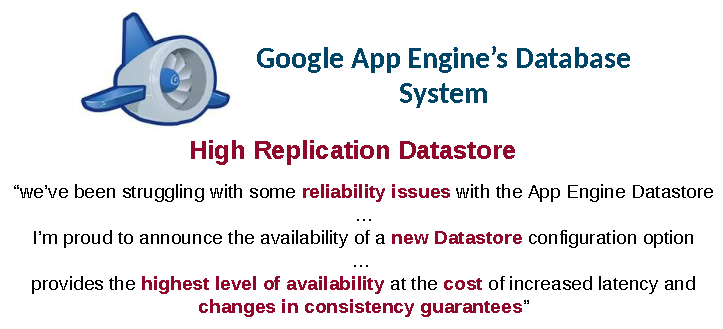 Google App Engine’s Database
System
High Replication Datastore
“we’ve been struggling with some reliability issues with the App Engine Datastore
…
I’m proud to announce the availability of a new Datastore configuration option
…
provides the highest level of availability at the cost of increased latency and
changes in consistency guarantees”